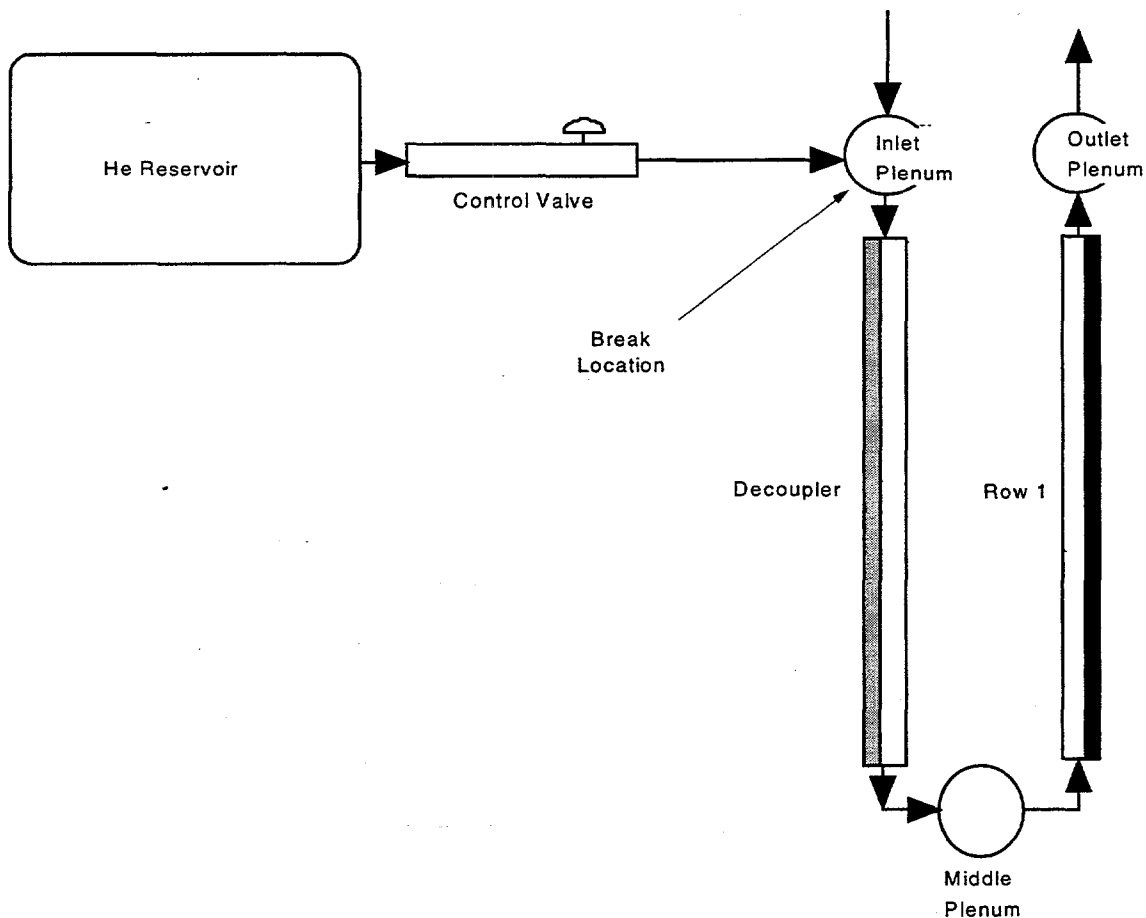 He Reservoir
Control Valve
Inlet
Plenum
Outlet
Plenum
Break
Location
Decoupler
Row 1
Middle
Plenum